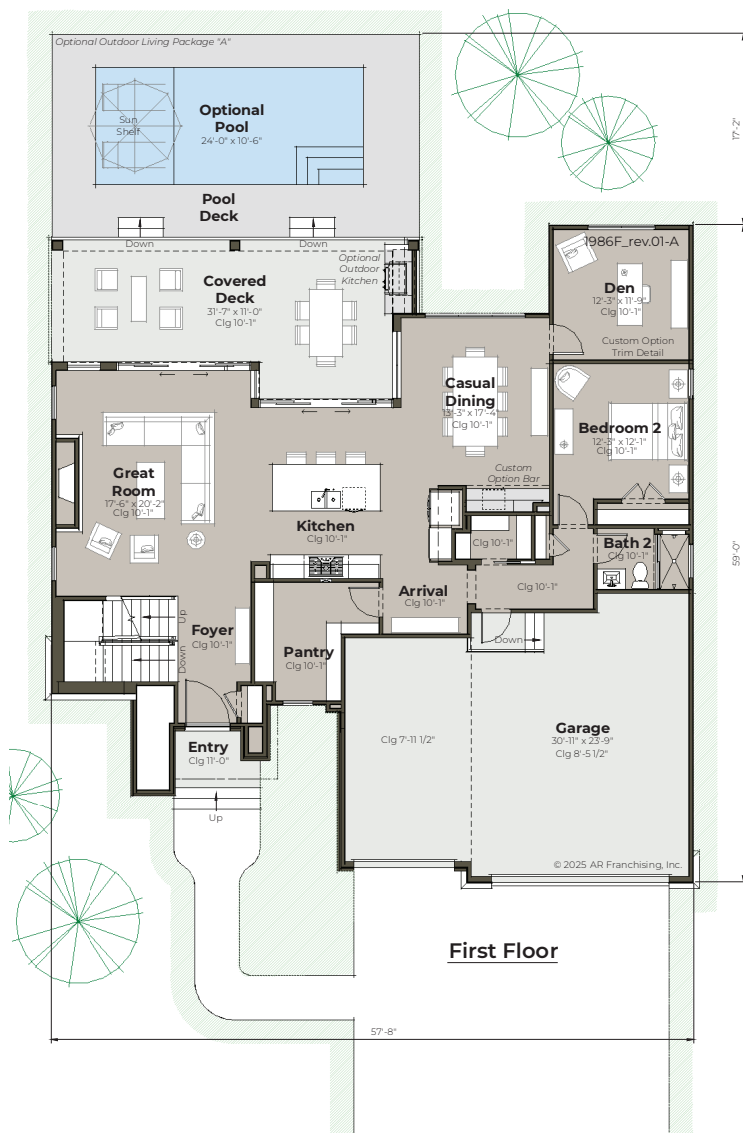 Optional Outdoor Living Package "A"
Sun
Shelf
Optional
Pool
24'-0" x 10'-6"
17'-2"
Pool
Deck
Down
Down
Optional
Outdoor
Kitchen
Covered
Deck
31'-7" x 11'-0"
Clg 10'-1"
1986F_rev.01-A
Den
12'-3" x 11'-9"
Clg 10'-1"
Custom Option
Trim Detail
Casual
Dining
13'-3" x 17'-4"
Clg 10'-1"
Custom
Option Bar
Bedroom 2
12'-3" x 12'-1"
Clg 10'-1"
Great
Room
17'-6" x 20'-2"
Clg 10'-1"
Kitchen
Clg 10'-1"
Clg 10'-1"
Bath 2
Clg 10'-1"
59'-0"
Clg 10'-1"
Arrival
Clg 10'-1"
Up
Down
Foyer
Clg 10'-1"
Pantry
Clg 10'-1"
Down
Entry
Clg 11'-0"
Up
Clg 7'-11 1/2"
Garage
30'-11" x 23'-9"
Clg 8'-5 1/2"
© 2025 AR Franchising, Inc.
First Floor
57'-8"